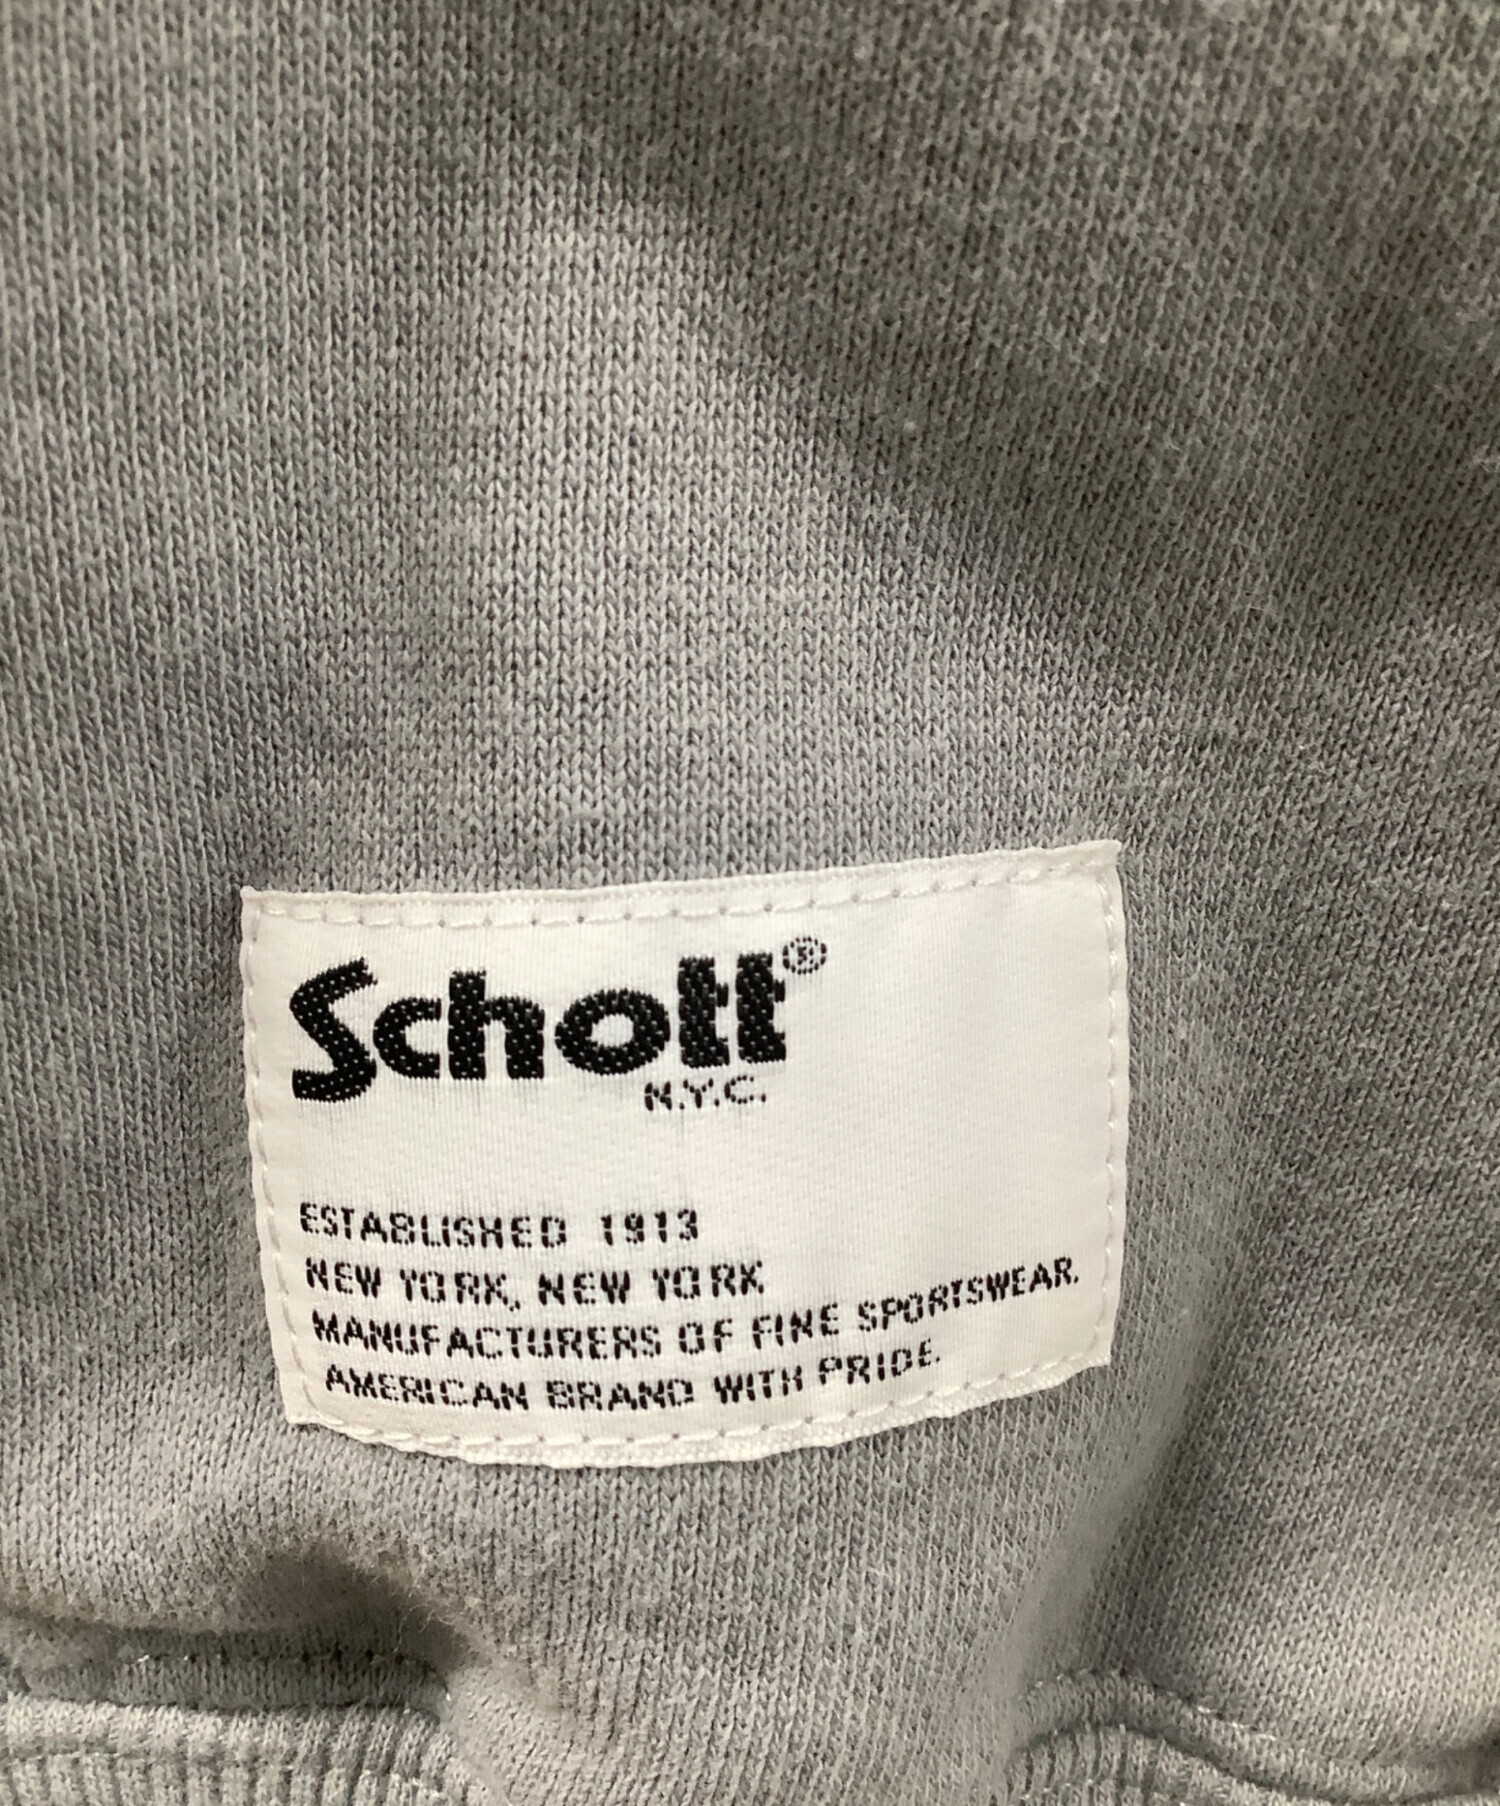 Schott®
N.Y.C.
ESTABLISHED 1913
NEW YORK, NEW YORK
MANUFACTURERS OF FINE SPORTSWEAR.
AMERICAN BRAND WITH PRIDE.